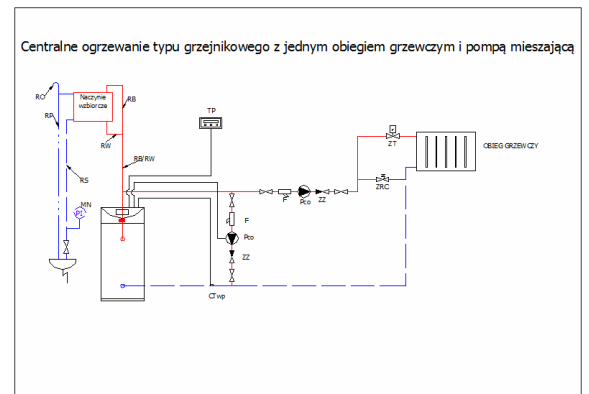 Centralne ogrzewanie typu grzejnikowego z jednym obiegiem grzewczym i pompą mieszającą
RO
Naczynie
wzbiorcze
RB
RP
TP
RW
ZT
OBIEG GRZEWCZY
RB/RW
RS
ZRC
F
Pco
ZZ
MN
PI
F
Pco
ZZ
CTwp